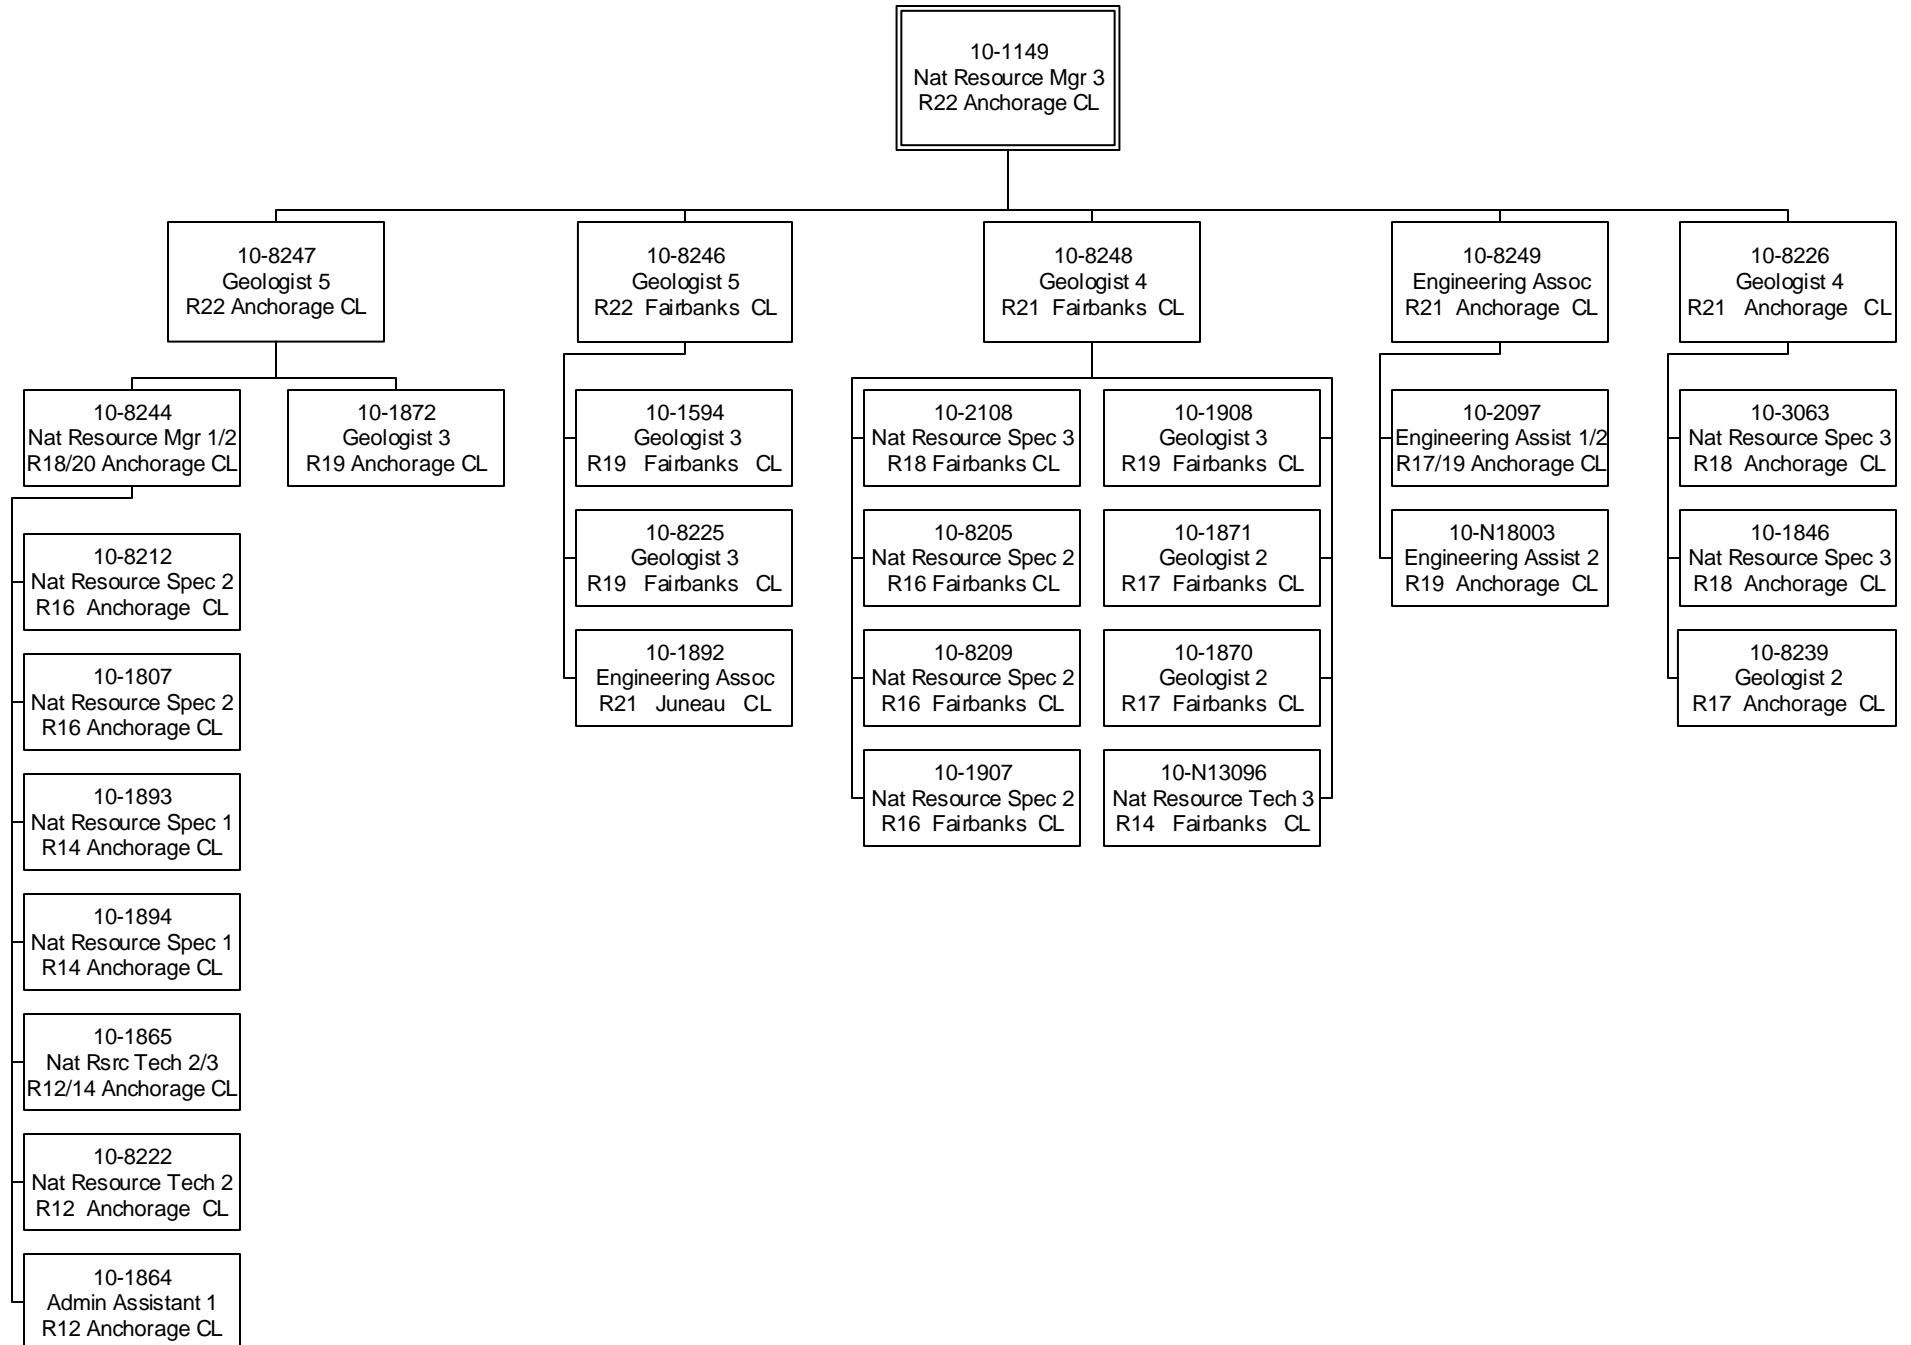 10-1149
Nat Resource Mgr 3
R22 Anchorage CL
10-8247
Geologist 5
R22 Anchorage CL
10-8246
Geologist 5
R22 Fairbanks CL
10-8248
Geologist 4
R21 Fairbanks CL
10-8249
Engineering Assoc
R21 Anchorage CL
10-8226
Geologist 4
R21 Anchorage CL
10-8244
Nat Resource Mgr 1/2
R18/20 Anchorage CL
10-1872
Geologist 3
R19 Anchorage CL
10-8212
Nat Resource Spec 2
R16 Anchorage CL
10-1807
Nat Resource Spec 2
R16 Anchorage CL
10-1893
Nat Resource Spec 1
R14 Anchorage CL
10-1894
Nat Resource Spec 1
R14 Anchorage CL
10-1865
Nat Rsrc Tech 2/3
R12/14 Anchorage CL
10-8222
Nat Resource Tech 2
R12 Anchorage CL
10-1864
Admin Assistant 1
R12 Anchorage CL
10-1594
Geologist 3
R19 Fairbanks CL
10-8225
Geologist 3
R19 Fairbanks CL
10-1892
Engineering Assoc
R21 Juneau CL
10-2108
Nat Resource Spec 3
R18 Fairbanks CL
10-8205
Nat Resource Spec 2
R16 Fairbanks CL
10-8209
Nat Resource Spec 2
R16 Fairbanks CL
10-1907
Nat Resource Spec 2
R16 Fairbanks CL
10-1908
Geologist 3
R19 Fairbanks CL
10-1871
Geologist 2
R17 Fairbanks CL
10-1870
Geologist 2
R17 Fairbanks CL
10-N13096
Nat Resource Tech 3
R14 Fairbanks CL
10-2097
Engineering Assist 1/2
R17/19 Anchorage CL
10-N18003
Engineering Assist 2
R19 Anchorage CL
10-3063
Nat Resource Spec 3
R18 Anchorage CL
10-1846
Nat Resource Spec 3
R18 Anchorage CL
10-8239
Geologist 2
R17 Anchorage CL